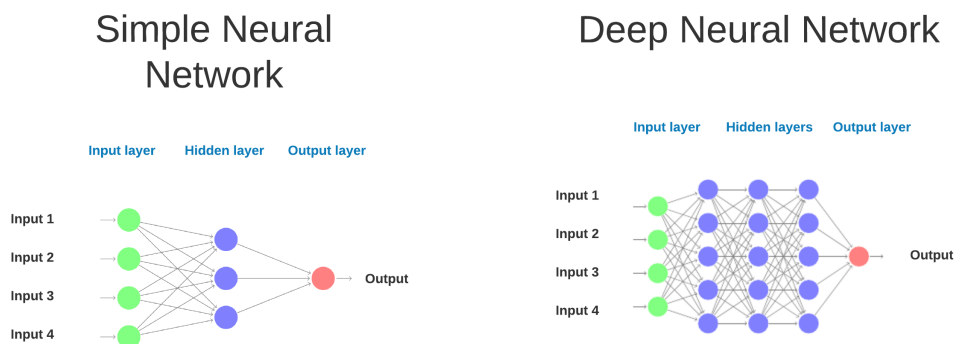 Simple Neural
Network
Input layer Hidden layer Output layer
Input 1
Input 2
Input 3
Input 4
Output
Deep Neural Network
Input layer Hidden layers Output layer
Input 1
Input 2
Input 3
Input 4
Output